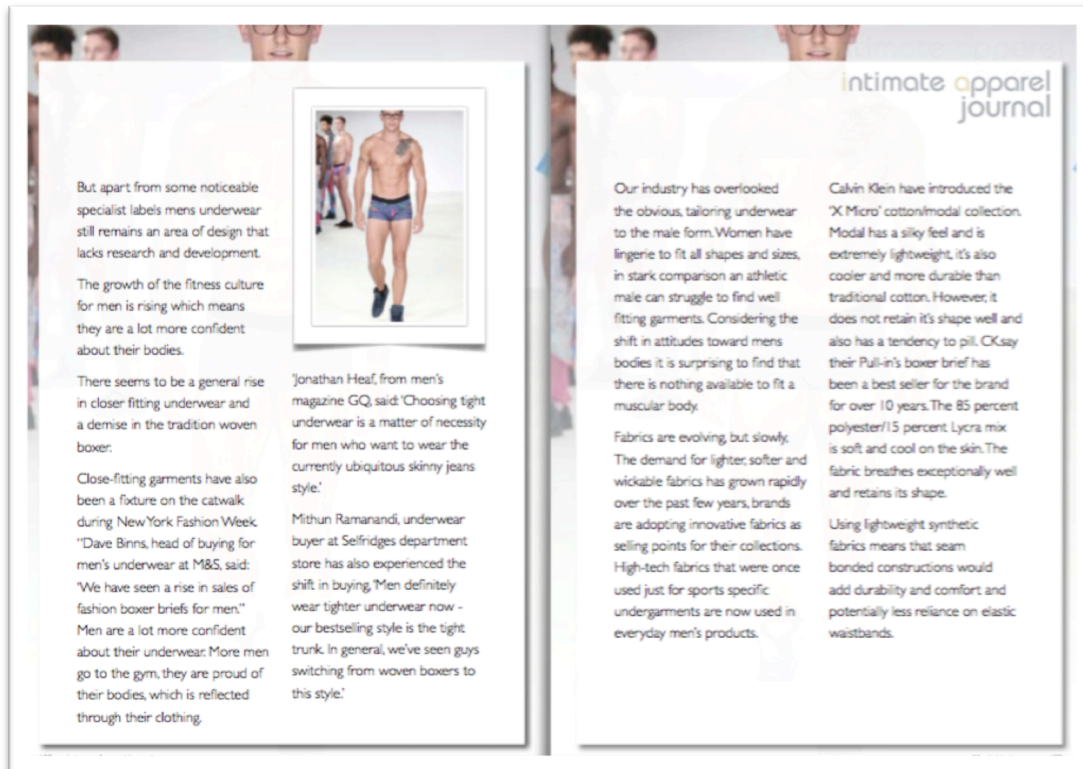 But apart from some noticeable
specialist labels mens underwear
still remains an area of design that
lacks research and development.
The growth of the fitness culture
for men is rising which means
they are a lot more confident
about their bodies.
There seems to be a general rise
in closer fitting underwear and
a demise in the tradition woven
boxer.
Close-fitting garments have also
been a fixture on the catwalk
during New York Fashion Week.
"Dave Binns, head of buying for
men's underwear at M&S, said:
'We have seen a rise in sales of
fashion boxer briefs for men."
Men are a lot more confident
about their underwear. More men
go to the gym, they are proud of
their bodies, which is reflected
through their clothing.
'Jonathan Heaf, from men's
magazine GQ, said: 'Choosing tight
underwear is a matter of necessity
for men who want to wear the
currently ubiquitous skinny jeans
style.'
Mithun Ramanandi, underwear
buyer at Selfridges department
store has also experienced the
shift in buying, 'Men definitely
wear tighter underwear now -
our bestselling style is the tight
trunk. In general, we've seen guys
switching from woven boxers to
this style.'
intimate apparel
journal
Our industry has overlooked
the obvious, tailoring underwear
to the male form. Women have
lingerie to fit all shapes and sizes,
in stark comparison an athletic
male can struggle to find well
fitting garments. Considering the
shift in attitudes toward mens
bodies it is surprising to find that
there is nothing available to fit a
muscular body.
Fabrics are evolving, but slowly.
The demand for lighter, softer and
wickable fabrics has grown rapidly
over the past few years, brands
are adopting innovative fabrics as
selling points for their collections.
High-tech fabrics that were once
used just for sports specific
undergarments are now used in
everyday men's products.
Calvin Klein have introduced the
'X Micro' cotton/modal collection.
Modal has a silky feel and is
extremely lightweight, it's also
cooler and more durable than
traditional cotton. However, it
does not retain it's shape well and
also has a tendency to pill. CK.say
their Pull-in's boxer brief has
been a best seller for the brand
for over 10 years. The 85 percent
polyester/15 percent Lycra mix
is soft and cool on the skin. The
fabric breathes exceptionally well
and retains its shape.
Using lightweight synthetic
fabrics means that seam
bonded constructions would
add durability and comfort and
potentially less reliance on elastic
waistbands.